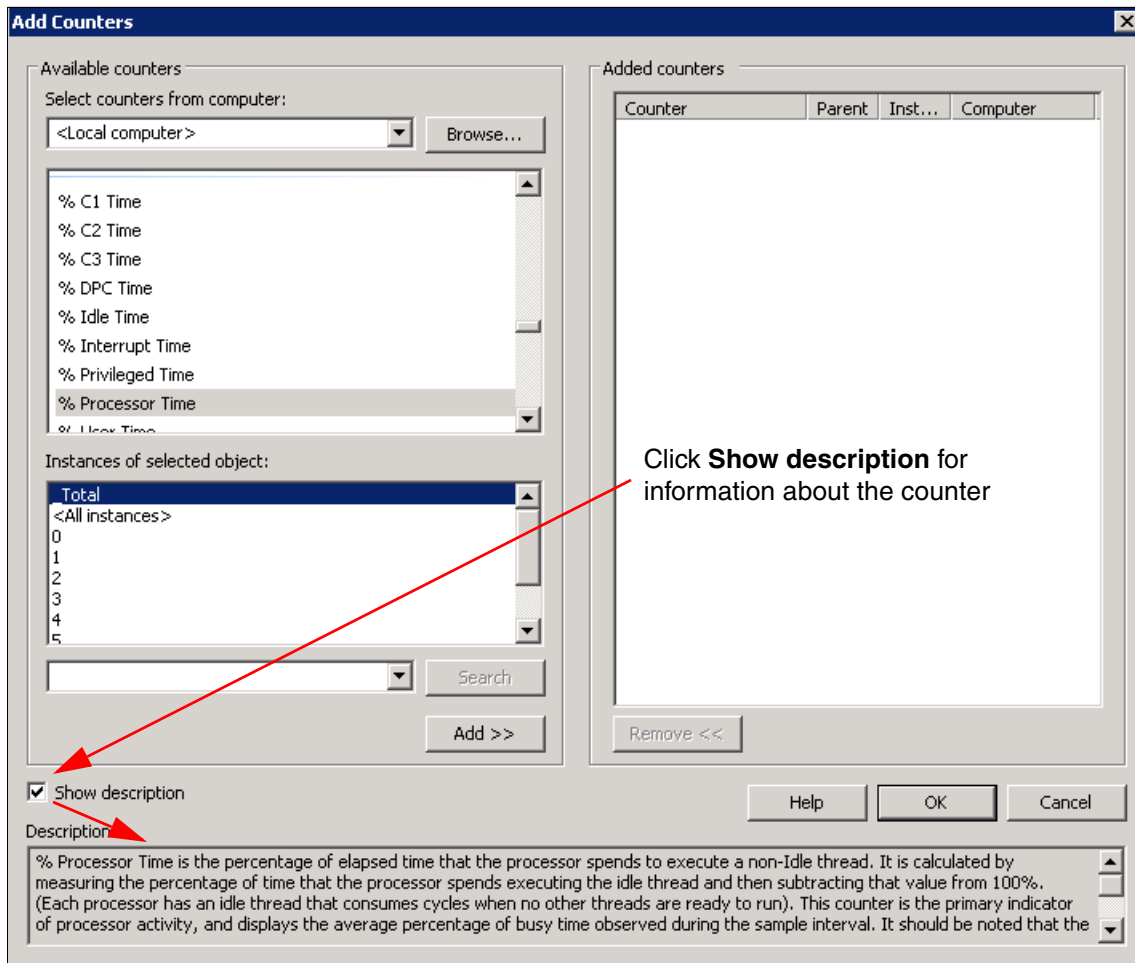 Add Counters
Available counters
Select counters from computer:
<Local computer>
Browse...
% C1 Time
% C2 Time
% C3 Time
% DPC Time
% Idle Time
% Interrupt Time
% Privileged Time
% Processor Time
% User Time
Instances of selected object:
_Total
<All instances>
0
1
2
3
4
5
Search
Add >>
Added counters
Counter Parent Inst... Computer
Click Show description for
information about the counter
Remove <<
Show description
Help
OK
Cancel
Description:
% Processor Time is the percentage of elapsed time that the processor spends to execute a non-Idle thread. It is calculated by
measuring the percentage of time that the processor spends executing the idle thread and then subtracting that value from 100%.
(Each processor has an idle thread that consumes cycles when no other threads are ready to run). This counter is the primary indicator
of processor activity, and displays the average percentage of busy time observed during the sample interval. It should be noted that the